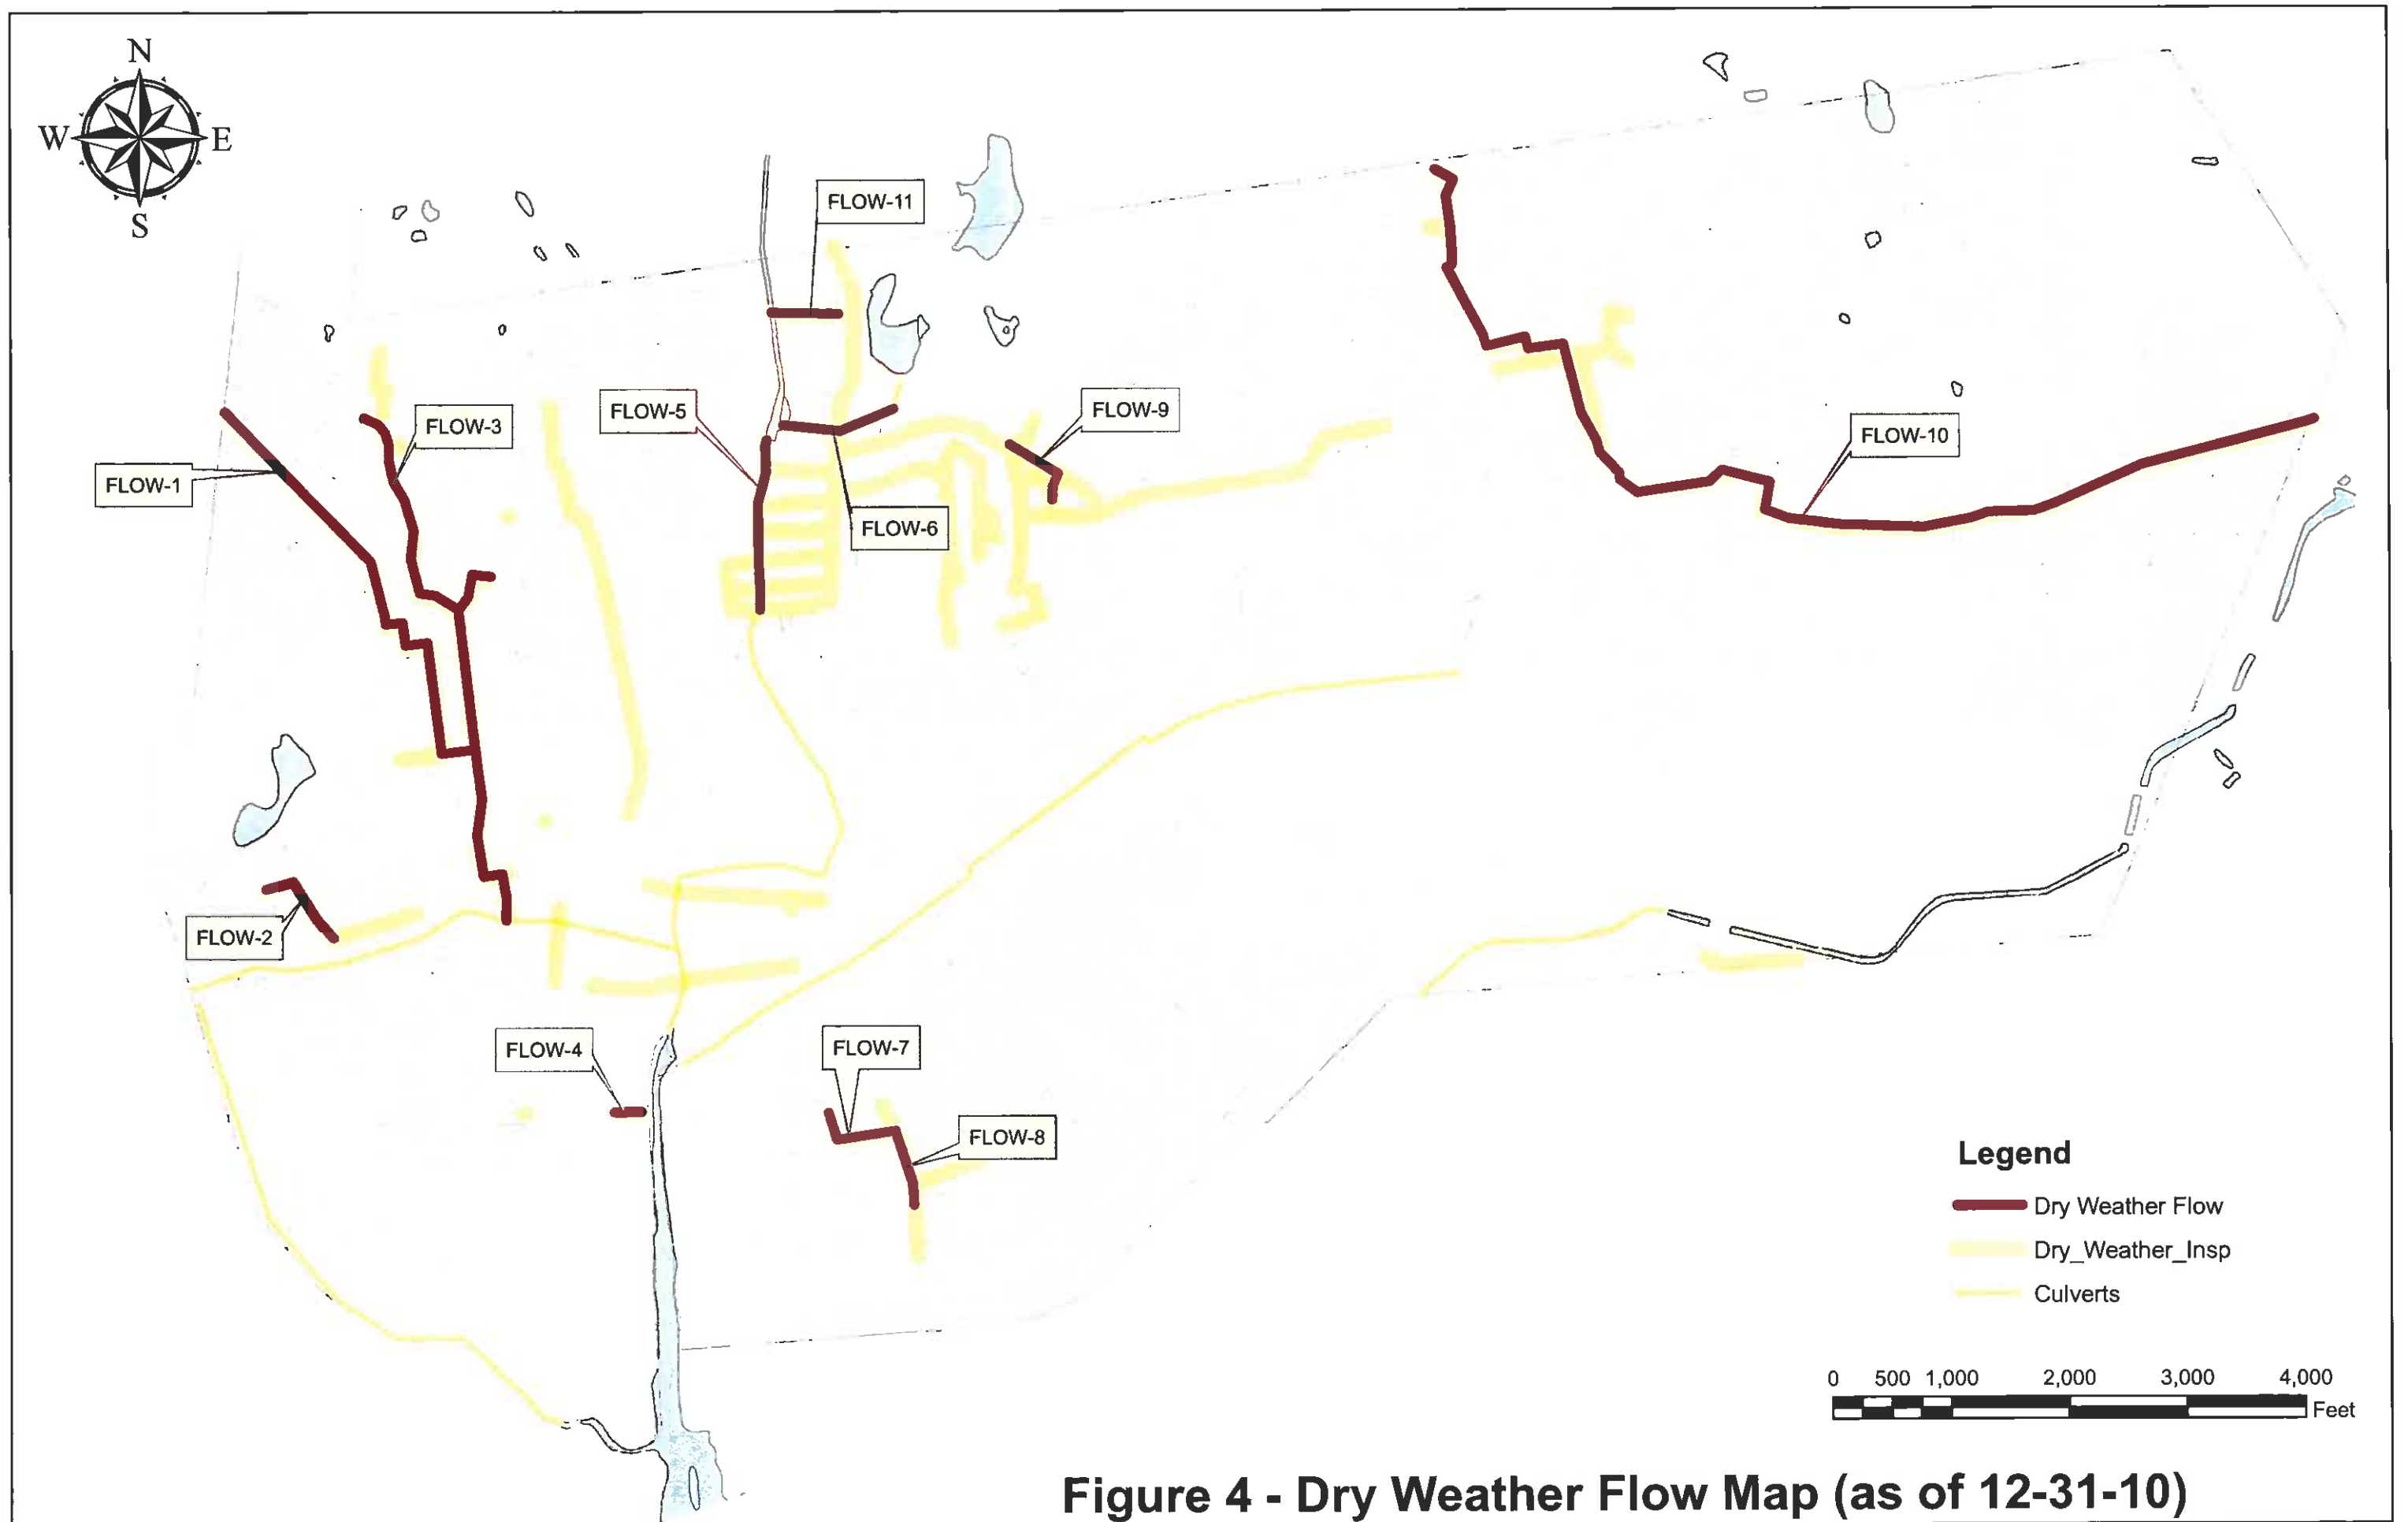 N
W E
S
FLOW-11
FLOW-5
FLOW-9
FLOW-3
FLOW-10
FLOW-1
FLOW-6
FLOW-2
FLOW-4
FLOW-7
FLOW-8
Legend
Dry Weather Flow
Dry_Weather_Insp
Culverts
0 500 1,000 2,000 3,000 4,000
Feet
Figure 4 - Dry Weather Flow Map (as of 12-31-10)